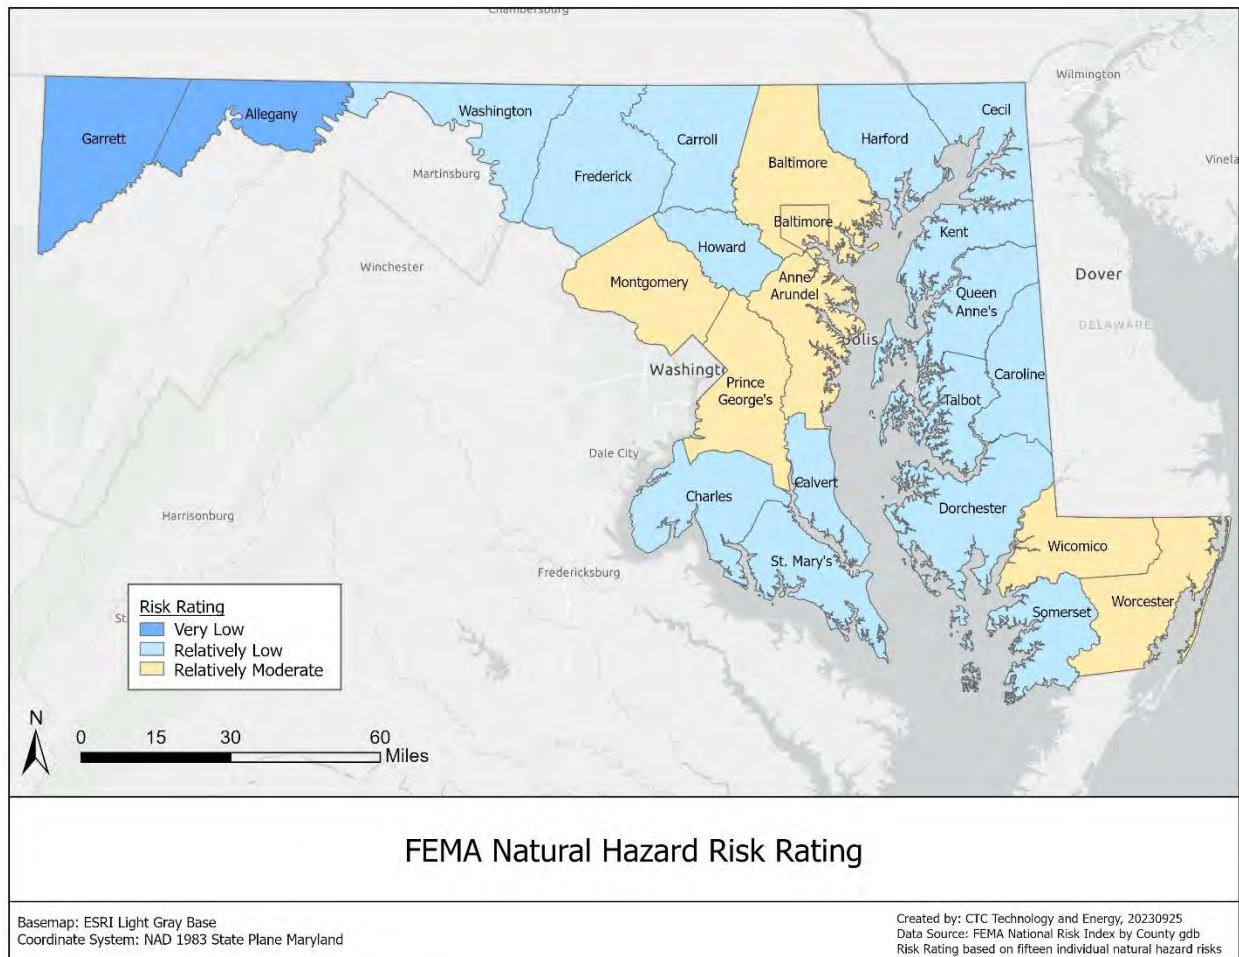 Chambersburg
Wilmington
Cecil
Washington
Harford
Allegany
Garrett
Carroll
Baltimore
Vinela
Martinsburg
Frederick
Baltimore
Kent
Howard
Winchester
Dover
Anne
Arundel
Montgomery
Queen
Anne's
DELAWARE
polis
Washingto
Caroline
Prince
George's
Talbot
Dale City
Calvert
Charles
Dorchester
Harrisonburg
Wicomico
St. Mary's
Fredericksburg
Worcester
Somerset
Risk Rating
St
Very Low
Relatively Low
Relatively Moderate
N
0 15 30 60
Miles
FEMA Natural Hazard Risk Rating
Basemap: ESRI Light Gray Base
Coordinate System: NAD 1983 State Plane Maryland
Created by: CTC Technology and Energy, 20230925
Data Source: FEMA National Risk Index by County gdb
Risk Rating based on fifteen individual natural hazard risks